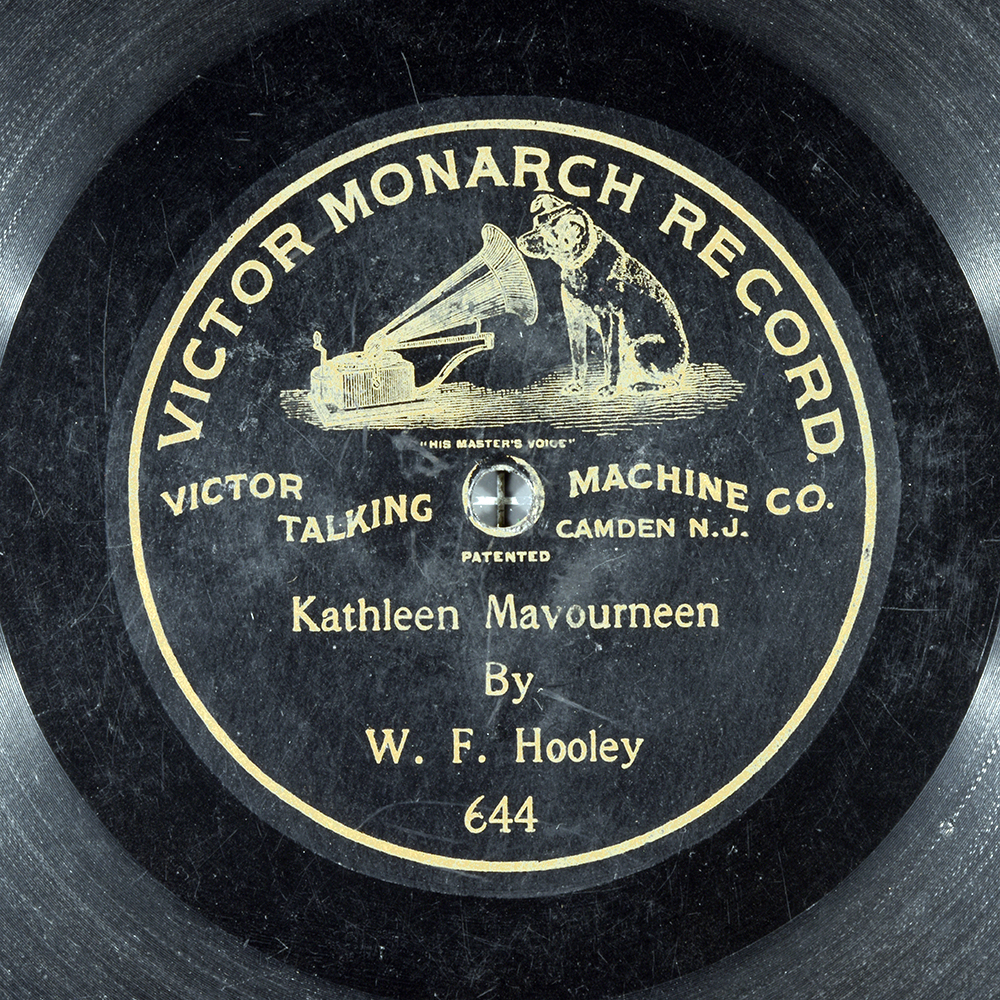 VICTOR MONARCH RECORD.
"HIS MASTER'S VOICE"
VICTOR TALKING MACHINE CO.
CAMDEN N.J.
PATENTED
Kathleen Mavourneen
By
W. F. Hooley
644